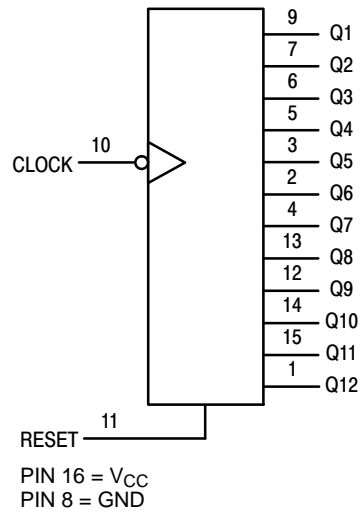 9 Q1
7 Q2
6 Q3
5 Q4
10
CLOCK
3 Q5
2 Q6
4 Q7
13 Q8
12 Q9
14 Q10
15 Q11
1 Q12
11
RESET
PIN 16 = VCC
PIN 8 = GND